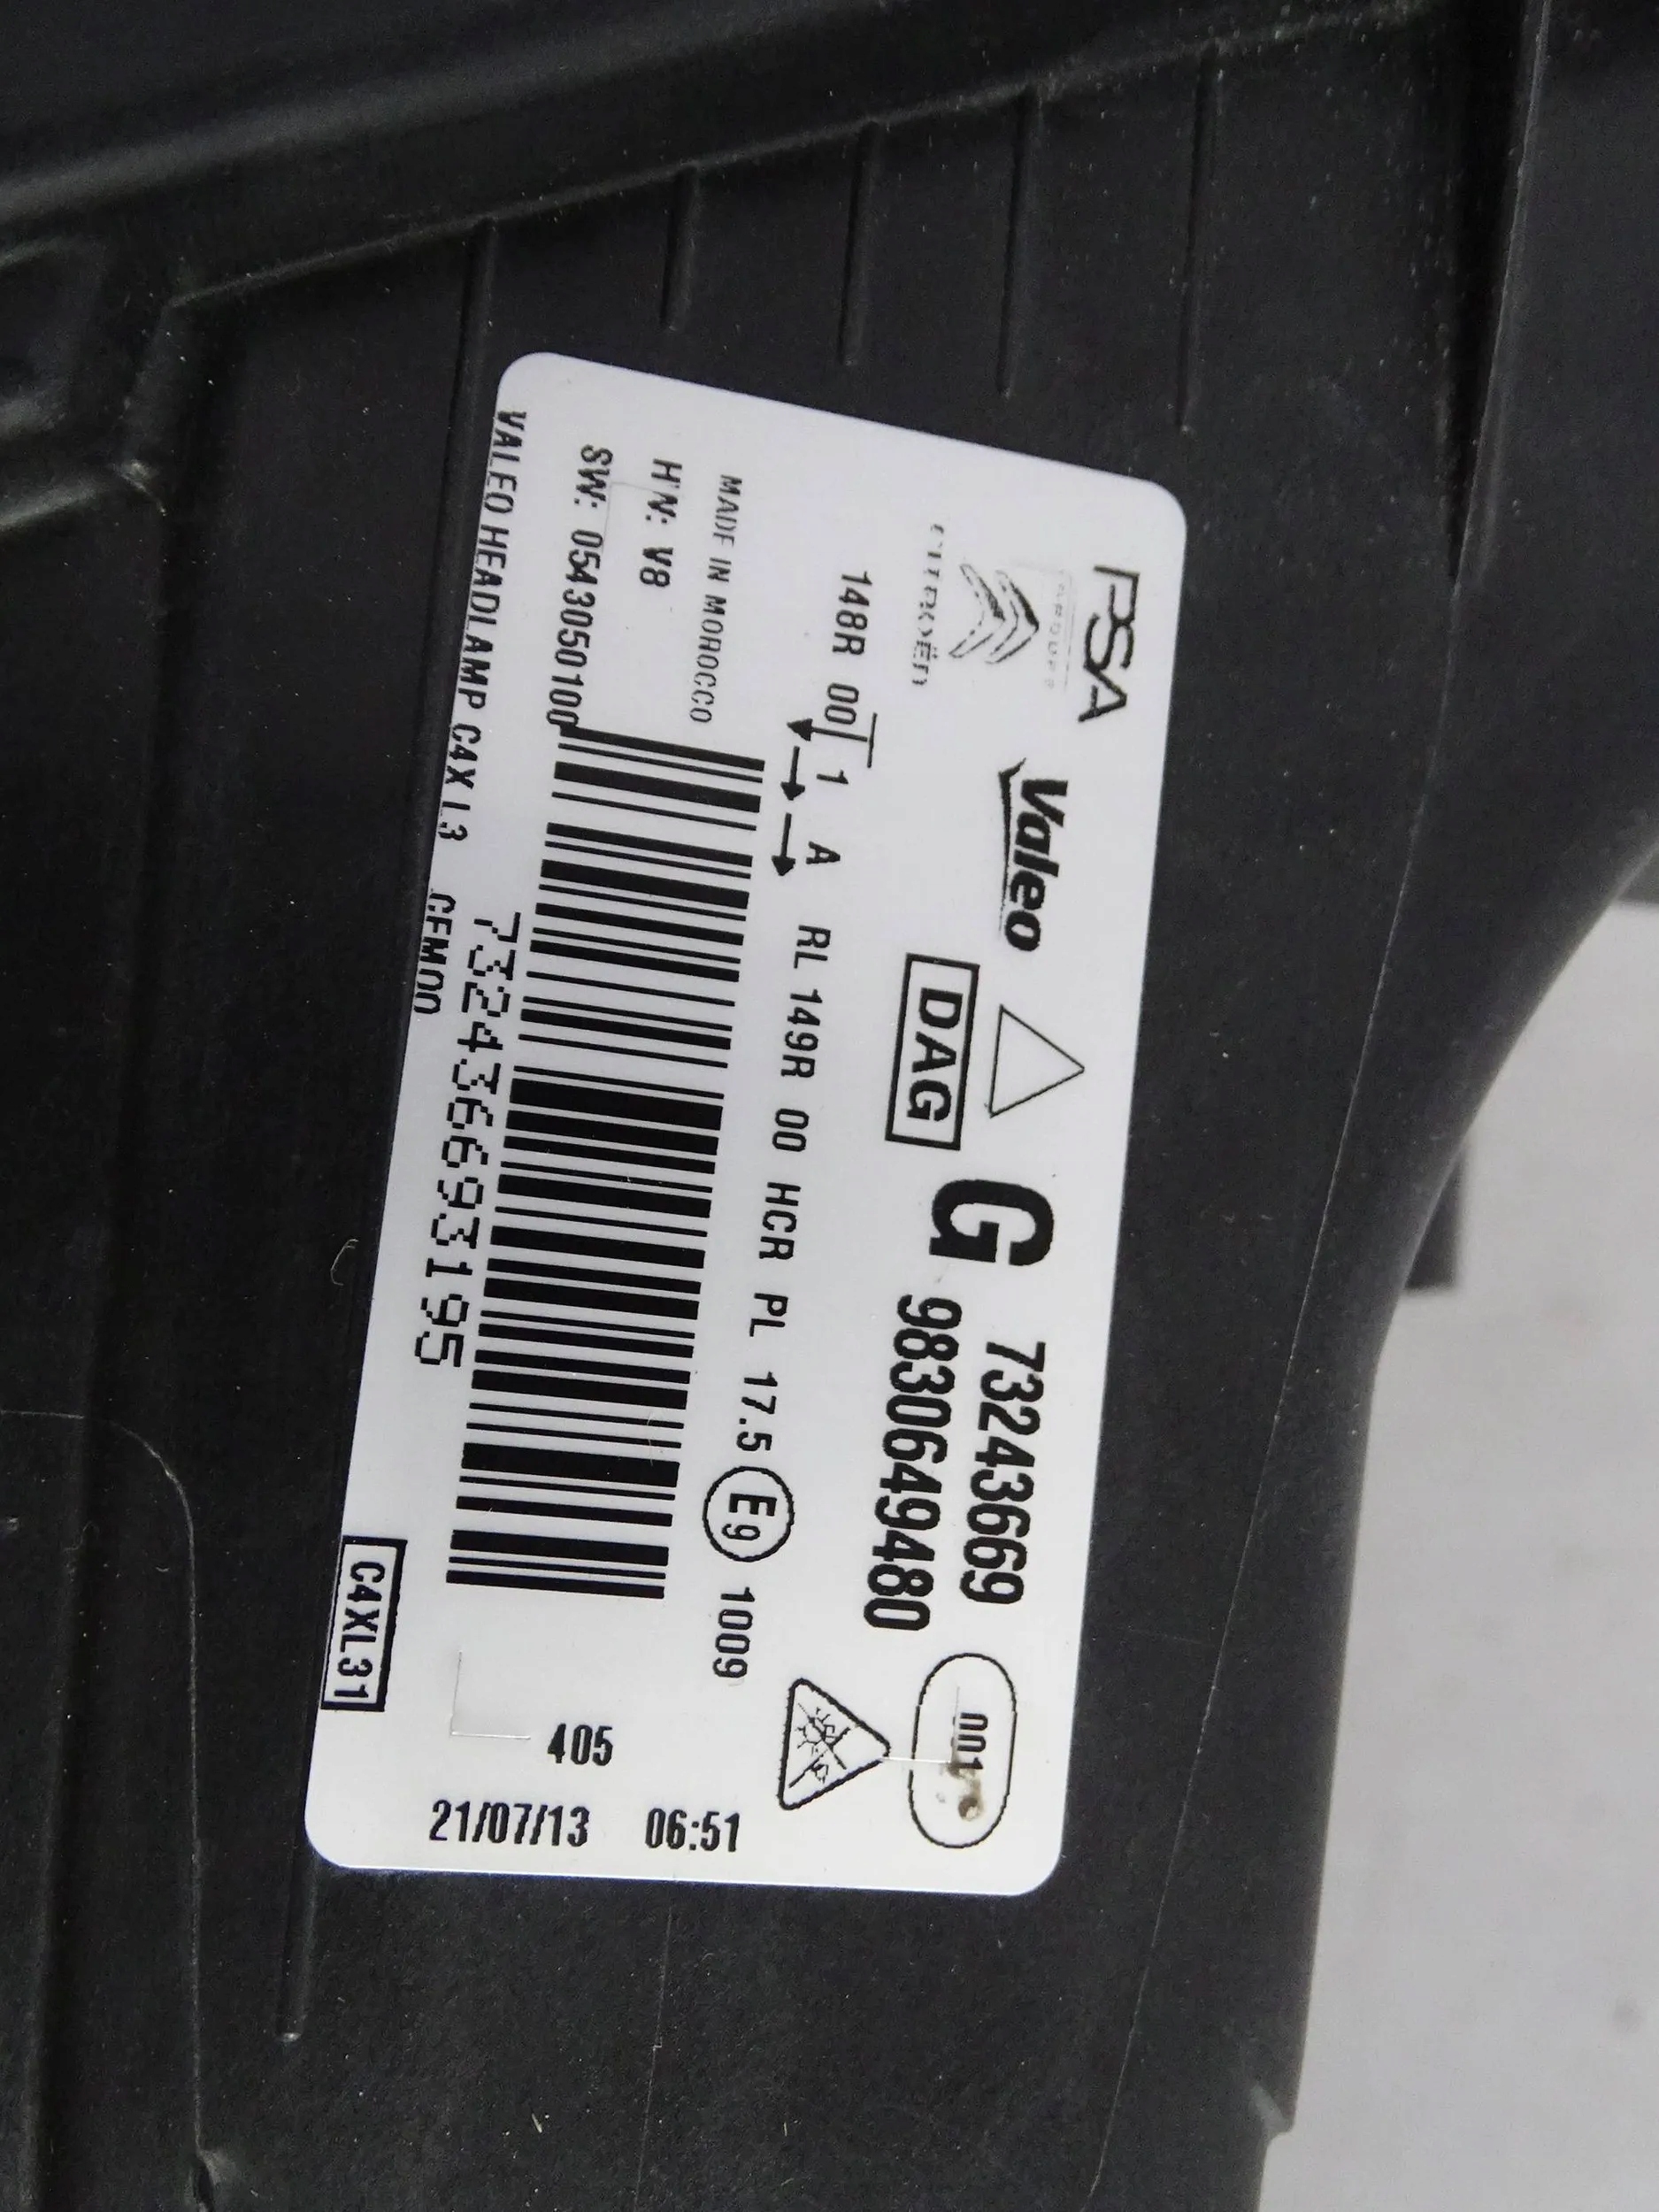 PSA
GROUPE
CITROËN
Valeo
DAG
G
73243669
9830649480
001
148R 00 1 A RL 149R 00 HCR PL 17.5 E9 1009
MADE IN MOROCCO
HW: V8
SW: 0543050100
732436693195
VALEO HEADLAMP C4X L3 CEM00
C4XL31
405
21/07/13 06:51